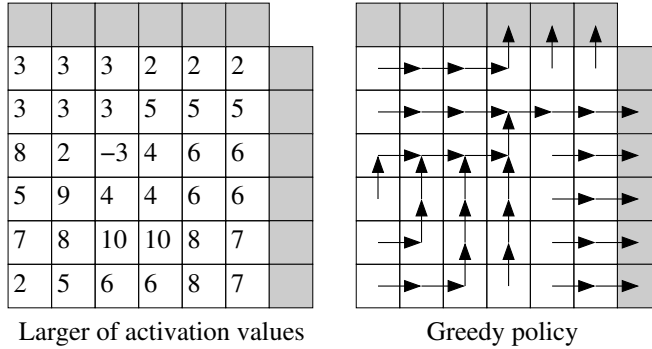 3 3 3 2 2 2
3 3 3 5 5 5
8 2 −3 4 6 6
5 9 4 4 6 6
7 8 10 10 8 7
2 5 6 6 8 7
Larger of activation values
Greedy policy